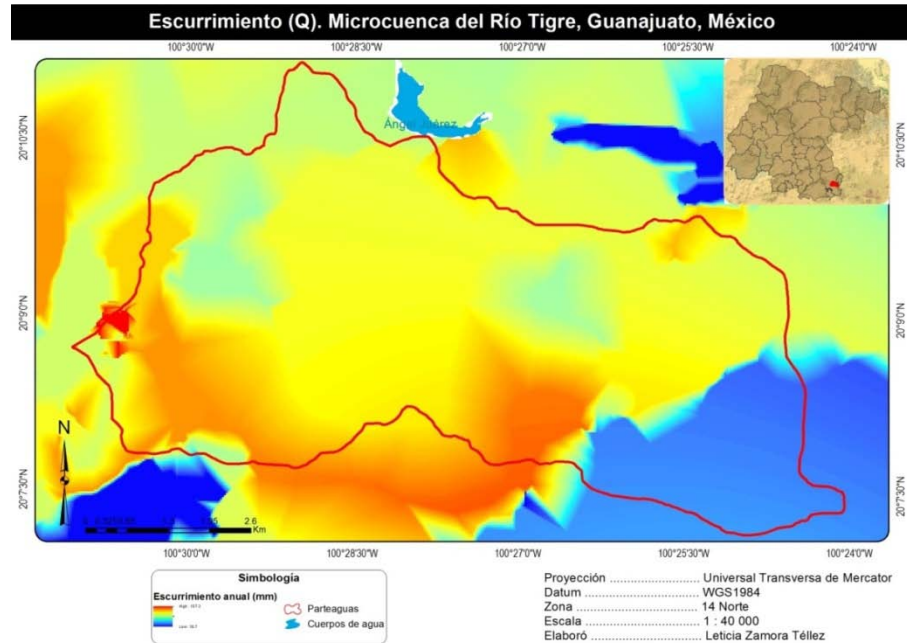 Escurrimiento (Q). Microcuenca del Río Tigre, Guanajuato, México
100°30'0"W 100°28'30"W 100°27'0"W 100°25'30"W 100°24'0"W
20°10'30"N
20°10'30"N
20°9'0"N
20°9'0"N
20°7'30"N
20°7'30"N
N
2.6
Km
100°30'0"W 100°28'30"W 100°27'0"W 100°25'30"W 100°24'0"W
Simbología
Escurrimiento anual (mm)
Parteaguas
Cuerpos de agua
Proyección .................... Universal Transversa de Mercator
Datum .......................... WGS1984
Zona ............................ 14 Norte
Escala .......................... 1 : 40 000
Elaboró ........................ Leticia Zamora Téllez